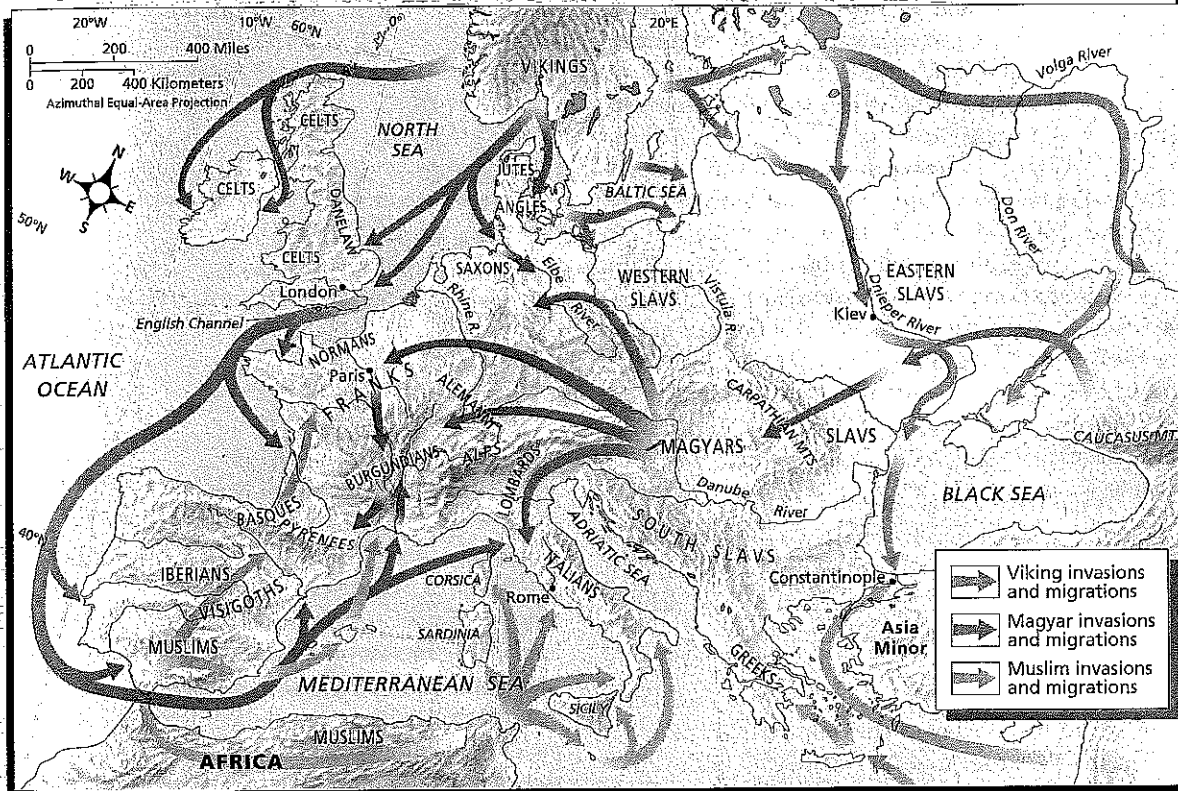 20°W
10°W
60°N
0°
20°E
0 200 400 Miles
0 200 400 Kilometers
Azimuthal Equal-Area Projection
N
W
E
S
50°N
40°N
VIKINGS
Volga River
CELTS
NORTH
SEA
CELTS
JUTES
ANGLES
BALTIC SEA
DANELAW
CELTS
London
SAXONS
Elbe
River
Rhine R.
WESTERN
SLAVS
Vistula R.
EASTERN
SLAVS
Don River
Dnieper River
Kiev
English Channel
ATLANTIC
OCEAN
NORMANS
Paris
FRANKS
ALEMANNI
CARPATHIAN MTS
SLAVS
CAUCASUS MT
MAGYARS
BURGUNDIANS
ALPS
LOMBARDS
Danube
River
BLACK SEA
BASQUES
PYRENEES
ADRIATIC SEA
SOUTH SLAVS
IBERIANS
VISIGOTHS
CORSICA
ITALIANS
Rome
Constantinople
MUSLIMS
SARDINIA
Asia
Minor
GREEKS
MEDITERRANEAN SEA
SICILY
MUSLIMS
AFRICA
Viking invasions
and migrations
Magyar invasions
and migrations
Muslim invasions
and migrations